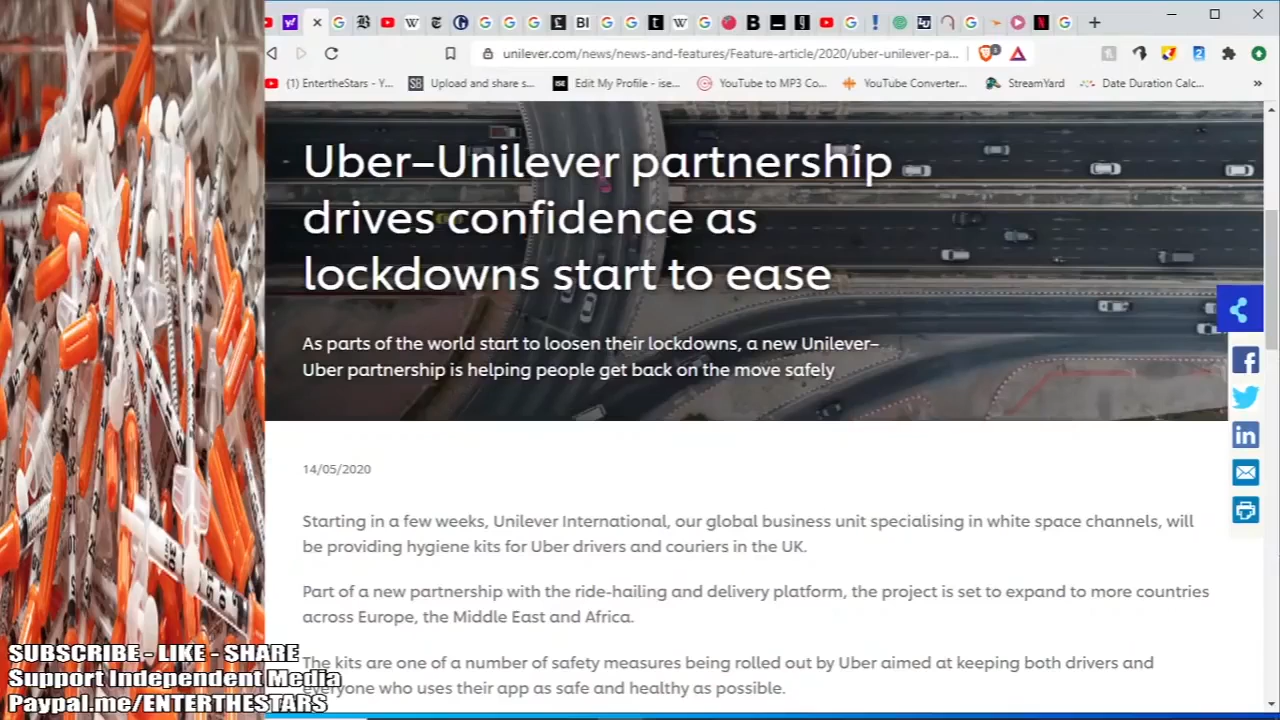 unilever.com/news/news-and-features/Feature-article/2020/uber-unilever-pa...
(1) EntertheStars - Y...
Upload and share s...
Edit My Profile - ise...
YouTube to MP3 Co...
YouTube Converter...
StreamYard
Date Duration Calc...
Uber–Unilever partnership
drives confidence as
lockdowns start to ease
As parts of the world start to loosen their lockdowns, a new Unilever–
Uber partnership is helping people get back on the move safely
14/05/2020
Starting in a few weeks, Unilever International, our global business unit specialising in white space channels, will
be providing hygiene kits for Uber drivers and couriers in the UK.
Part of a new partnership with the ride-hailing and delivery platform, the project is set to expand to more countries
across Europe, the Middle East and Africa.
The kits are one of a number of safety measures being rolled out by Uber aimed at keeping both drivers and
everyone who uses their app as safe and healthy as possible.
SUBSCRIBE - LIKE - SHARE
Support Independent Media
Paypal.me/ENTERTHESTARS